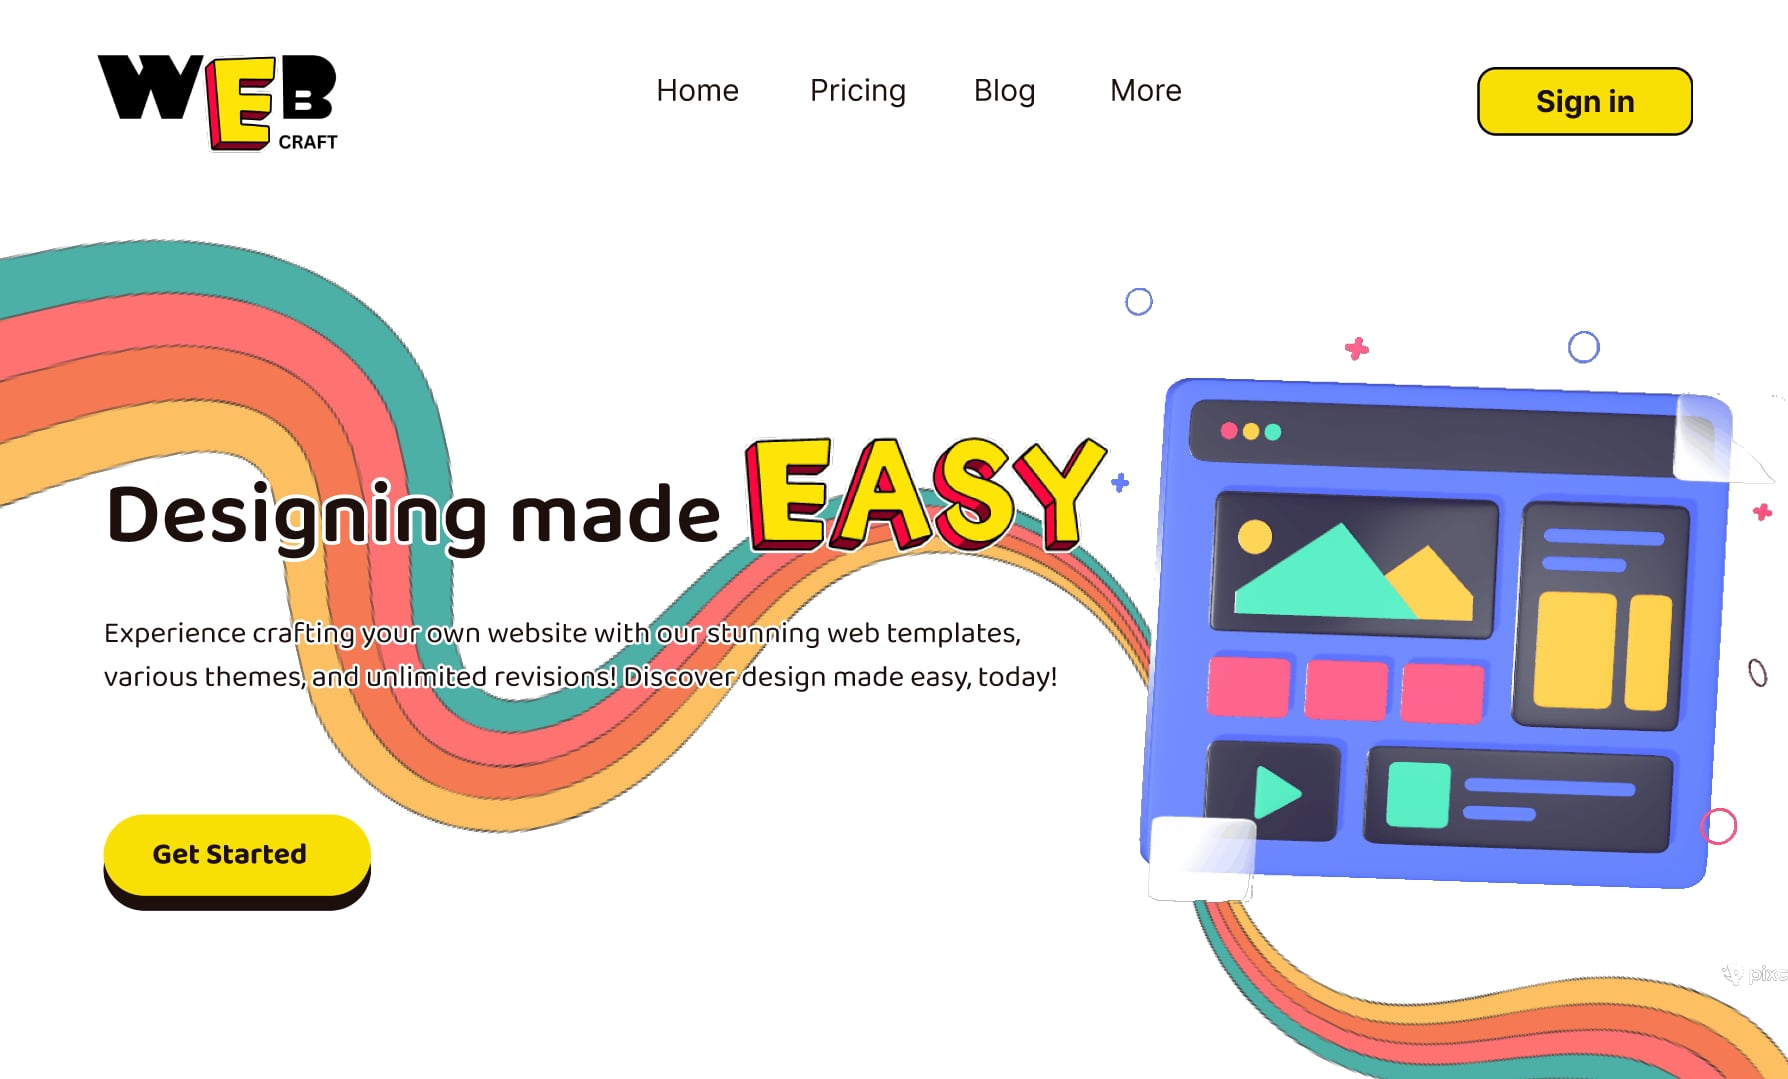 WEB
CRAFT
Home
Pricing
Blog
More
Sign in
Designing made EASY
Experience crafting your own website with our stunning web templates,
various themes, and unlimited revisions! Discover design made easy, today!
Get Started